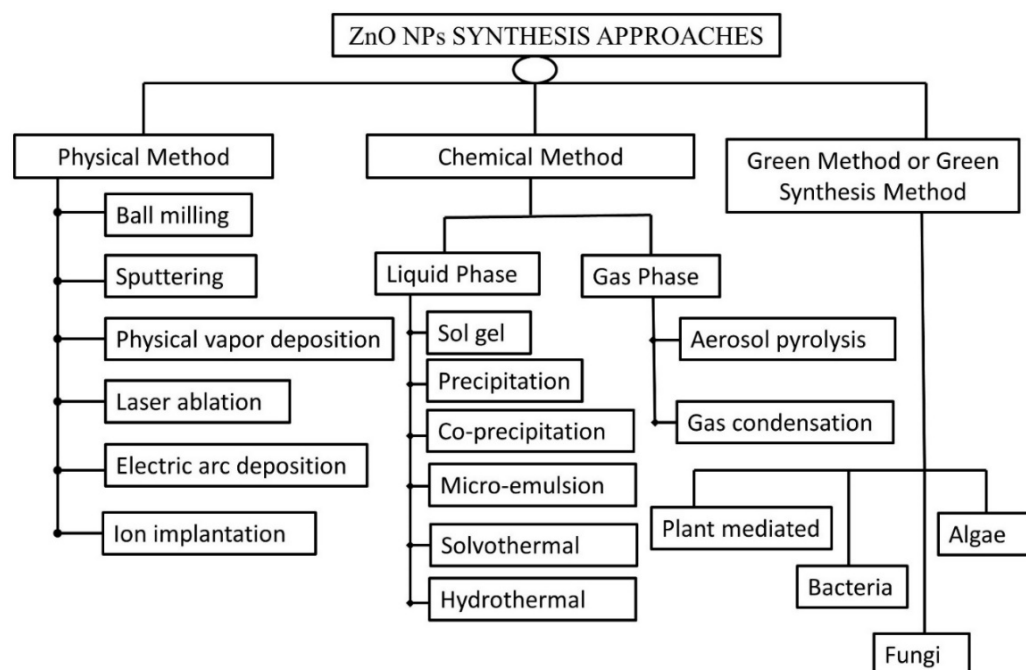 ZnO NPs SYNTHESIS APPROACHES
Physical Method
Ball milling
Sputtering
Physical vapor deposition
Laser ablation
Electric arc deposition
Ion implantation
Chemical Method
Liquid Phase
Sol gel
Precipitation
Co-precipitation
Micro-emulsion
Solvothermal
Hydrothermal
Gas Phase
Aerosol pyrolysis
Gas condensation
Green Method or Green
Synthesis Method
Plant mediated
Bacteria
Fungi
Algae